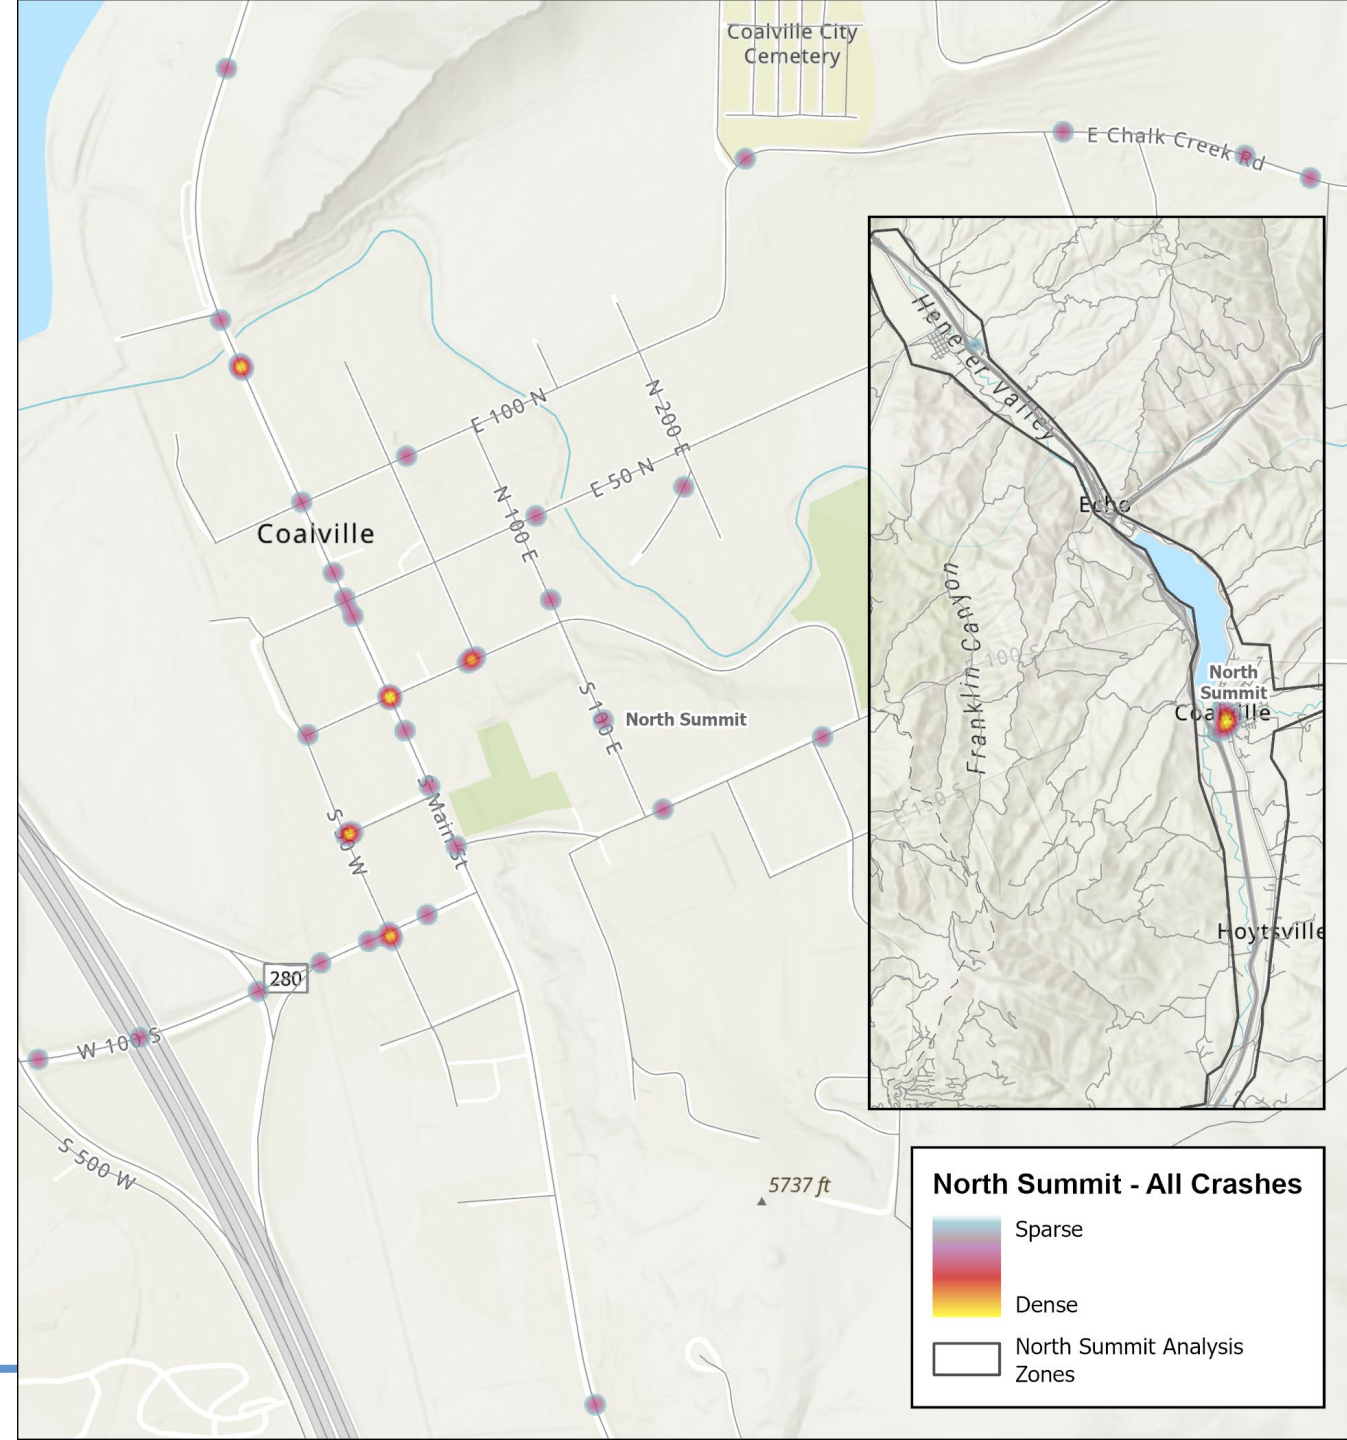 Coalville City
Cemetery
E Chalk Creek Rd
Henefer Valley
E 100 N
N 200 E
E 50 N
N 100 E
Coalville
Echo
Franklin Canyon
100 S
North
Summit
Coalville
S 100 E
North Summit
E 150 S
S Main St
S 50 W
Hoytsville
280
W 100 S
S 500 W
5737 ft
North Summit - All Crashes
Sparse
Dense
North Summit Analysis
Zones